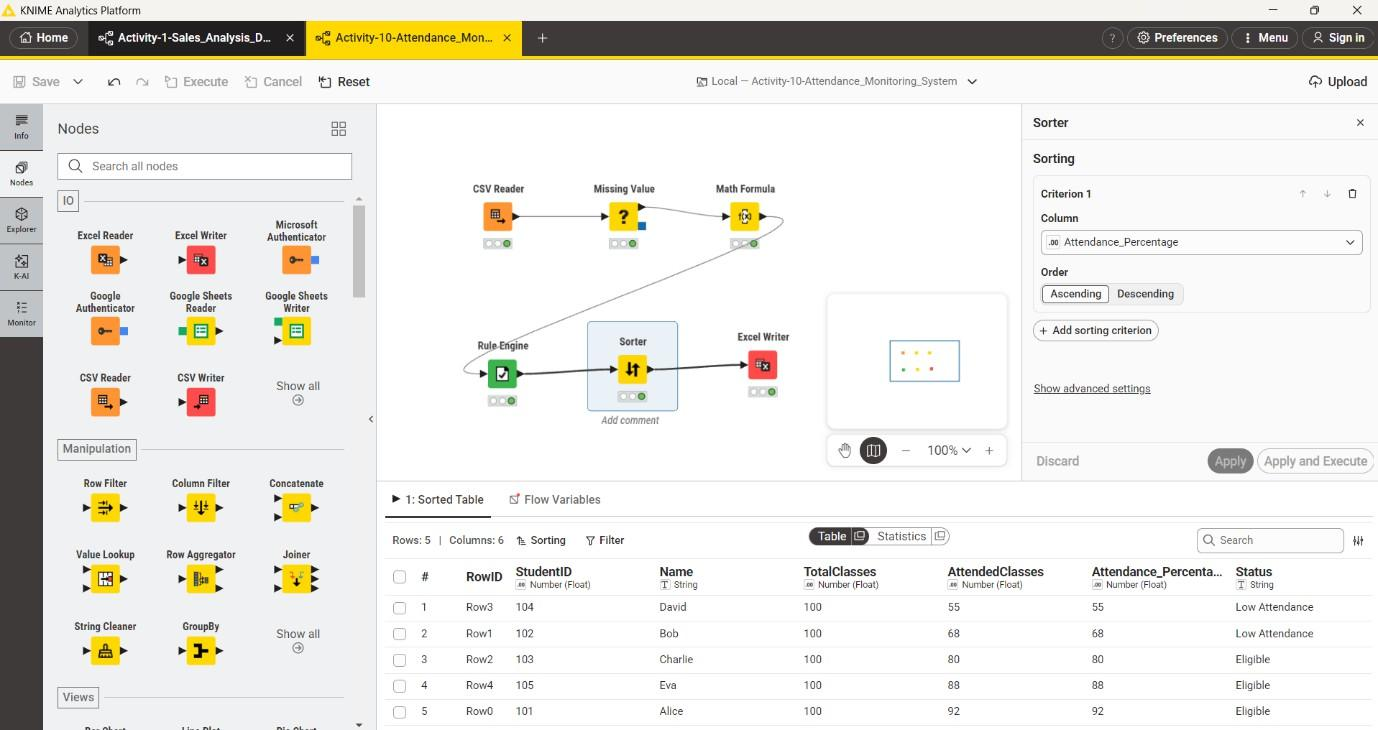 KNIME Analytics Platform
Home
Activity-1-Sales_Analysis_D...
Activity-10-Attendance_Mon...
?
Preferences
Menu
Sign in
Save
Execute
Cancel
Reset
Local — Activity-10-Attendance_Monitoring_System
Upload
Info
Nodes
Explorer
K-AI
Monitor
Nodes
Search all nodes
IO
Excel Reader
Excel Writer
Microsoft Authenticator
Google Authenticator
Google Sheets Reader
Google Sheets Writer
CSV Reader
CSV Writer
Show all
Manipulation
Row Filter
Column Filter
Concatenate
Value Lookup
Row Aggregator
Joiner
String Cleaner
GroupBy
Show all
Views
CSV Reader
Missing Value
?
Math Formula
f(x)
Rule Engine
Sorter
Excel Writer
Add comment
100%
Sorter
Sorting
Criterion 1
Column
.00 Attendance_Percentage
Order
Ascending Descending
+ Add sorting criterion
Show advanced settings
Discard
Apply
Apply and Execute
1: Sorted Table
Flow Variables
Rows: 5 | Columns: 6
Sorting
Filter
Table
Statistics
Search
# RowID StudentID Name TotalClasses AttendedClasses Attendance_Percenta... Status
.00 Number (Float) T String .00 Number (Float) .00 Number (Float) .00 Number (Float) T String
1 Row3 104 David 100 55 55 Low Attendance
2 Row1 102 Bob 100 68 68 Low Attendance
3 Row2 103 Charlie 100 80 80 Eligible
4 Row4 105 Eva 100 88 88 Eligible
5 Row0 101 Alice 100 92 92 Eligible